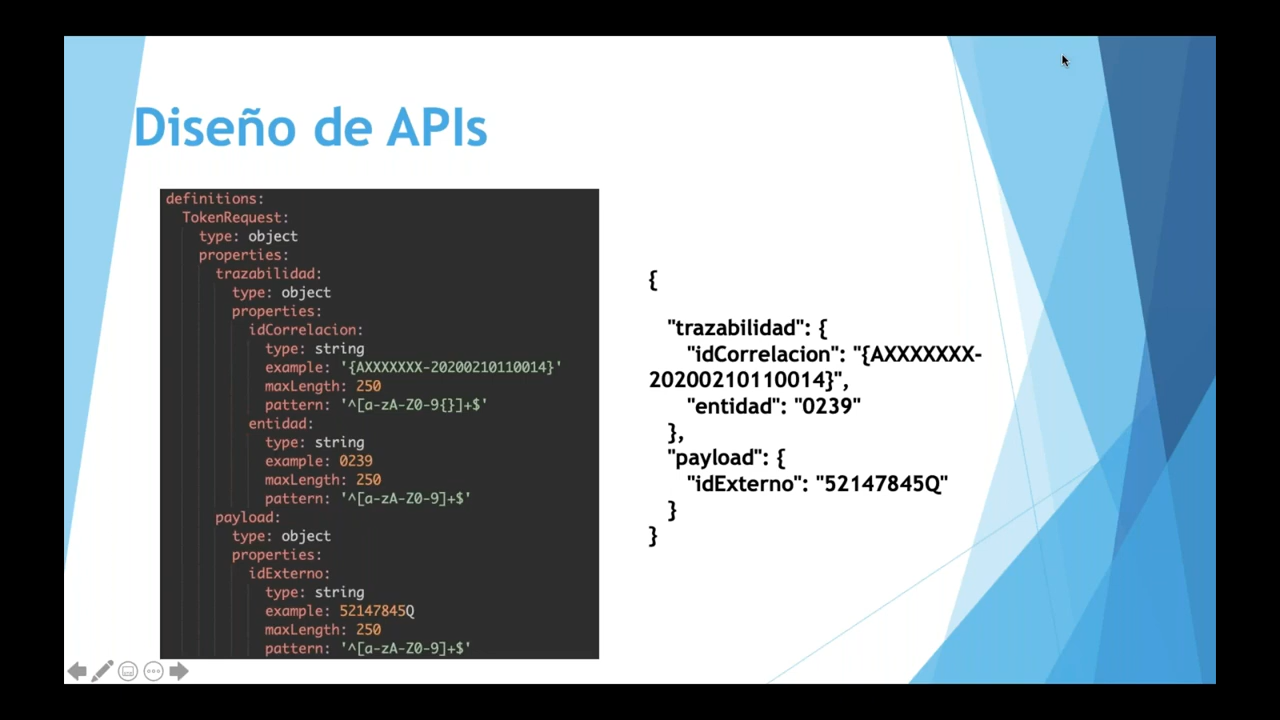 Diseño de APIs
definitions:
TokenRequest:
type: object
properties:
trazabilidad:
type: object
properties:
idCorrelacion:
type: string
example: '{AXXXXXXX-20200210110014}'
maxLength: 250
pattern: '^[a-zA-Z0-9{}]+$'
entidad:
type: string
example: 0239
maxLength: 250
pattern: '^[a-zA-Z0-9]+$'
payload:
type: object
properties:
idExterno:
type: string
example: 52147845Q
maxLength: 250
pattern: '^[a-zA-Z0-9]+$'
{
"trazabilidad": {
"idCorrelacion": "{AXXXXXXX-
20200210110014}",
"entidad": "0239"
},
"payload": {
"idExterno": "52147845Q"
}
}